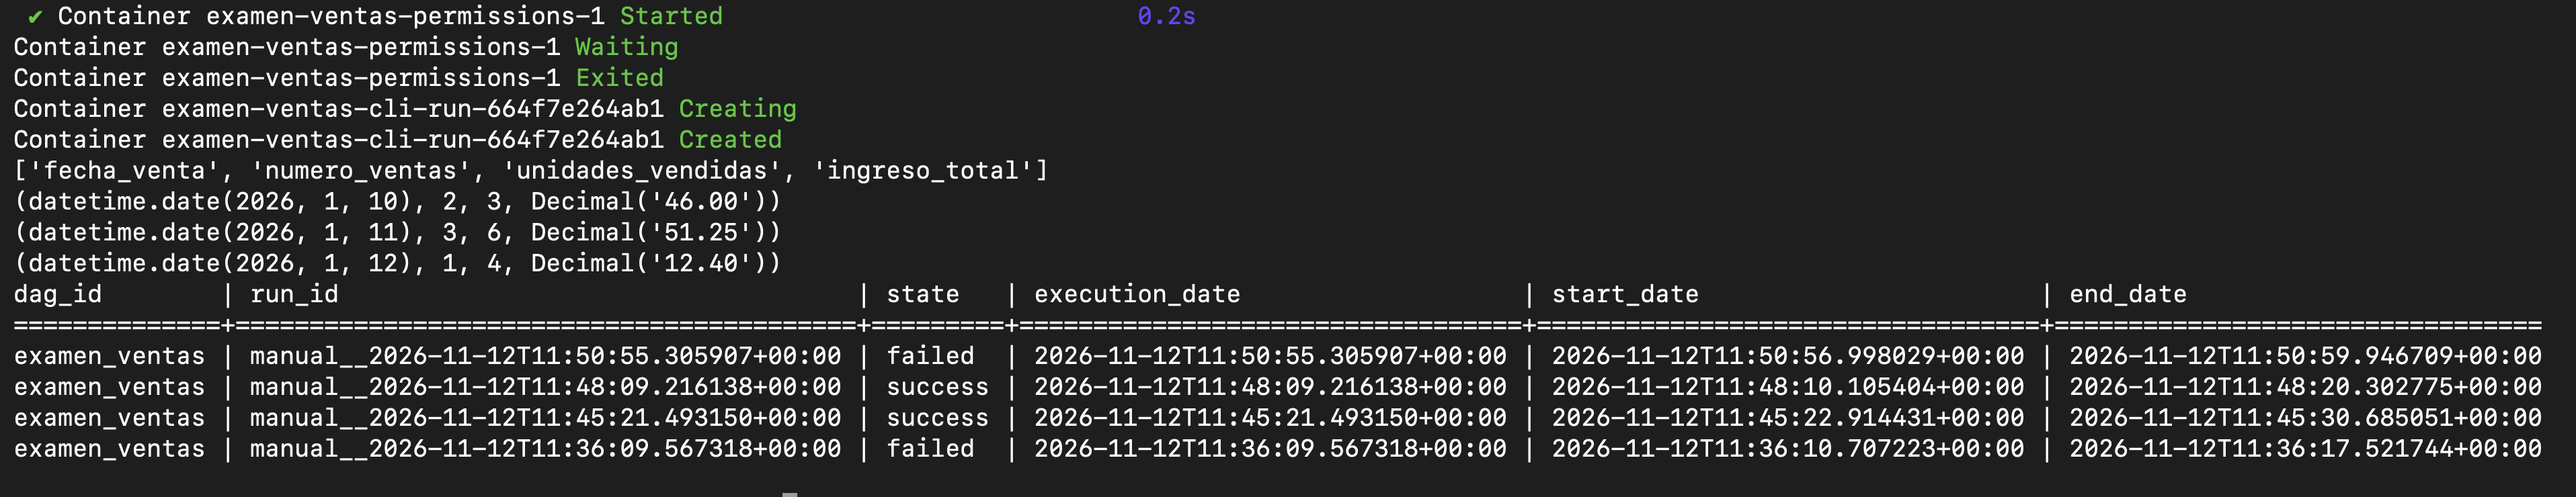 ✔ Container examen-ventas-permissions-1 Started 0.2s
Container examen-ventas-permissions-1 Waiting
Container examen-ventas-permissions-1 Exited
Container examen-ventas-cli-run-664f7e264ab1 Creating
Container examen-ventas-cli-run-664f7e264ab1 Created
['fecha_venta', 'numero_ventas', 'unidades_vendidas', 'ingreso_total']
(datetime.date(2026, 1, 10), 2, 3, Decimal('46.00'))
(datetime.date(2026, 1, 11), 3, 6, Decimal('51.25'))
(datetime.date(2026, 1, 12), 1, 4, Decimal('12.40'))
dag_id | run_id | state | execution_date | start_date | end_date
==============+==========================================+=========+==================================+==================================+=================================
examen_ventas | manual__2026-11-12T11:50:55.305907+00:00 | failed | 2026-11-12T11:50:55.305907+00:00 | 2026-11-12T11:50:56.998029+00:00 | 2026-11-12T11:50:59.946709+00:00
examen_ventas | manual__2026-11-12T11:48:09.216138+00:00 | success | 2026-11-12T11:48:09.216138+00:00 | 2026-11-12T11:48:10.105404+00:00 | 2026-11-12T11:48:20.302775+00:00
examen_ventas | manual__2026-11-12T11:45:21.493150+00:00 | success | 2026-11-12T11:45:21.493150+00:00 | 2026-11-12T11:45:22.914431+00:00 | 2026-11-12T11:45:30.685051+00:00
examen_ventas | manual__2026-11-12T11:36:09.567318+00:00 | failed | 2026-11-12T11:36:09.567318+00:00 | 2026-11-12T11:36:10.707223+00:00 | 2026-11-12T11:36:17.521744+00:00